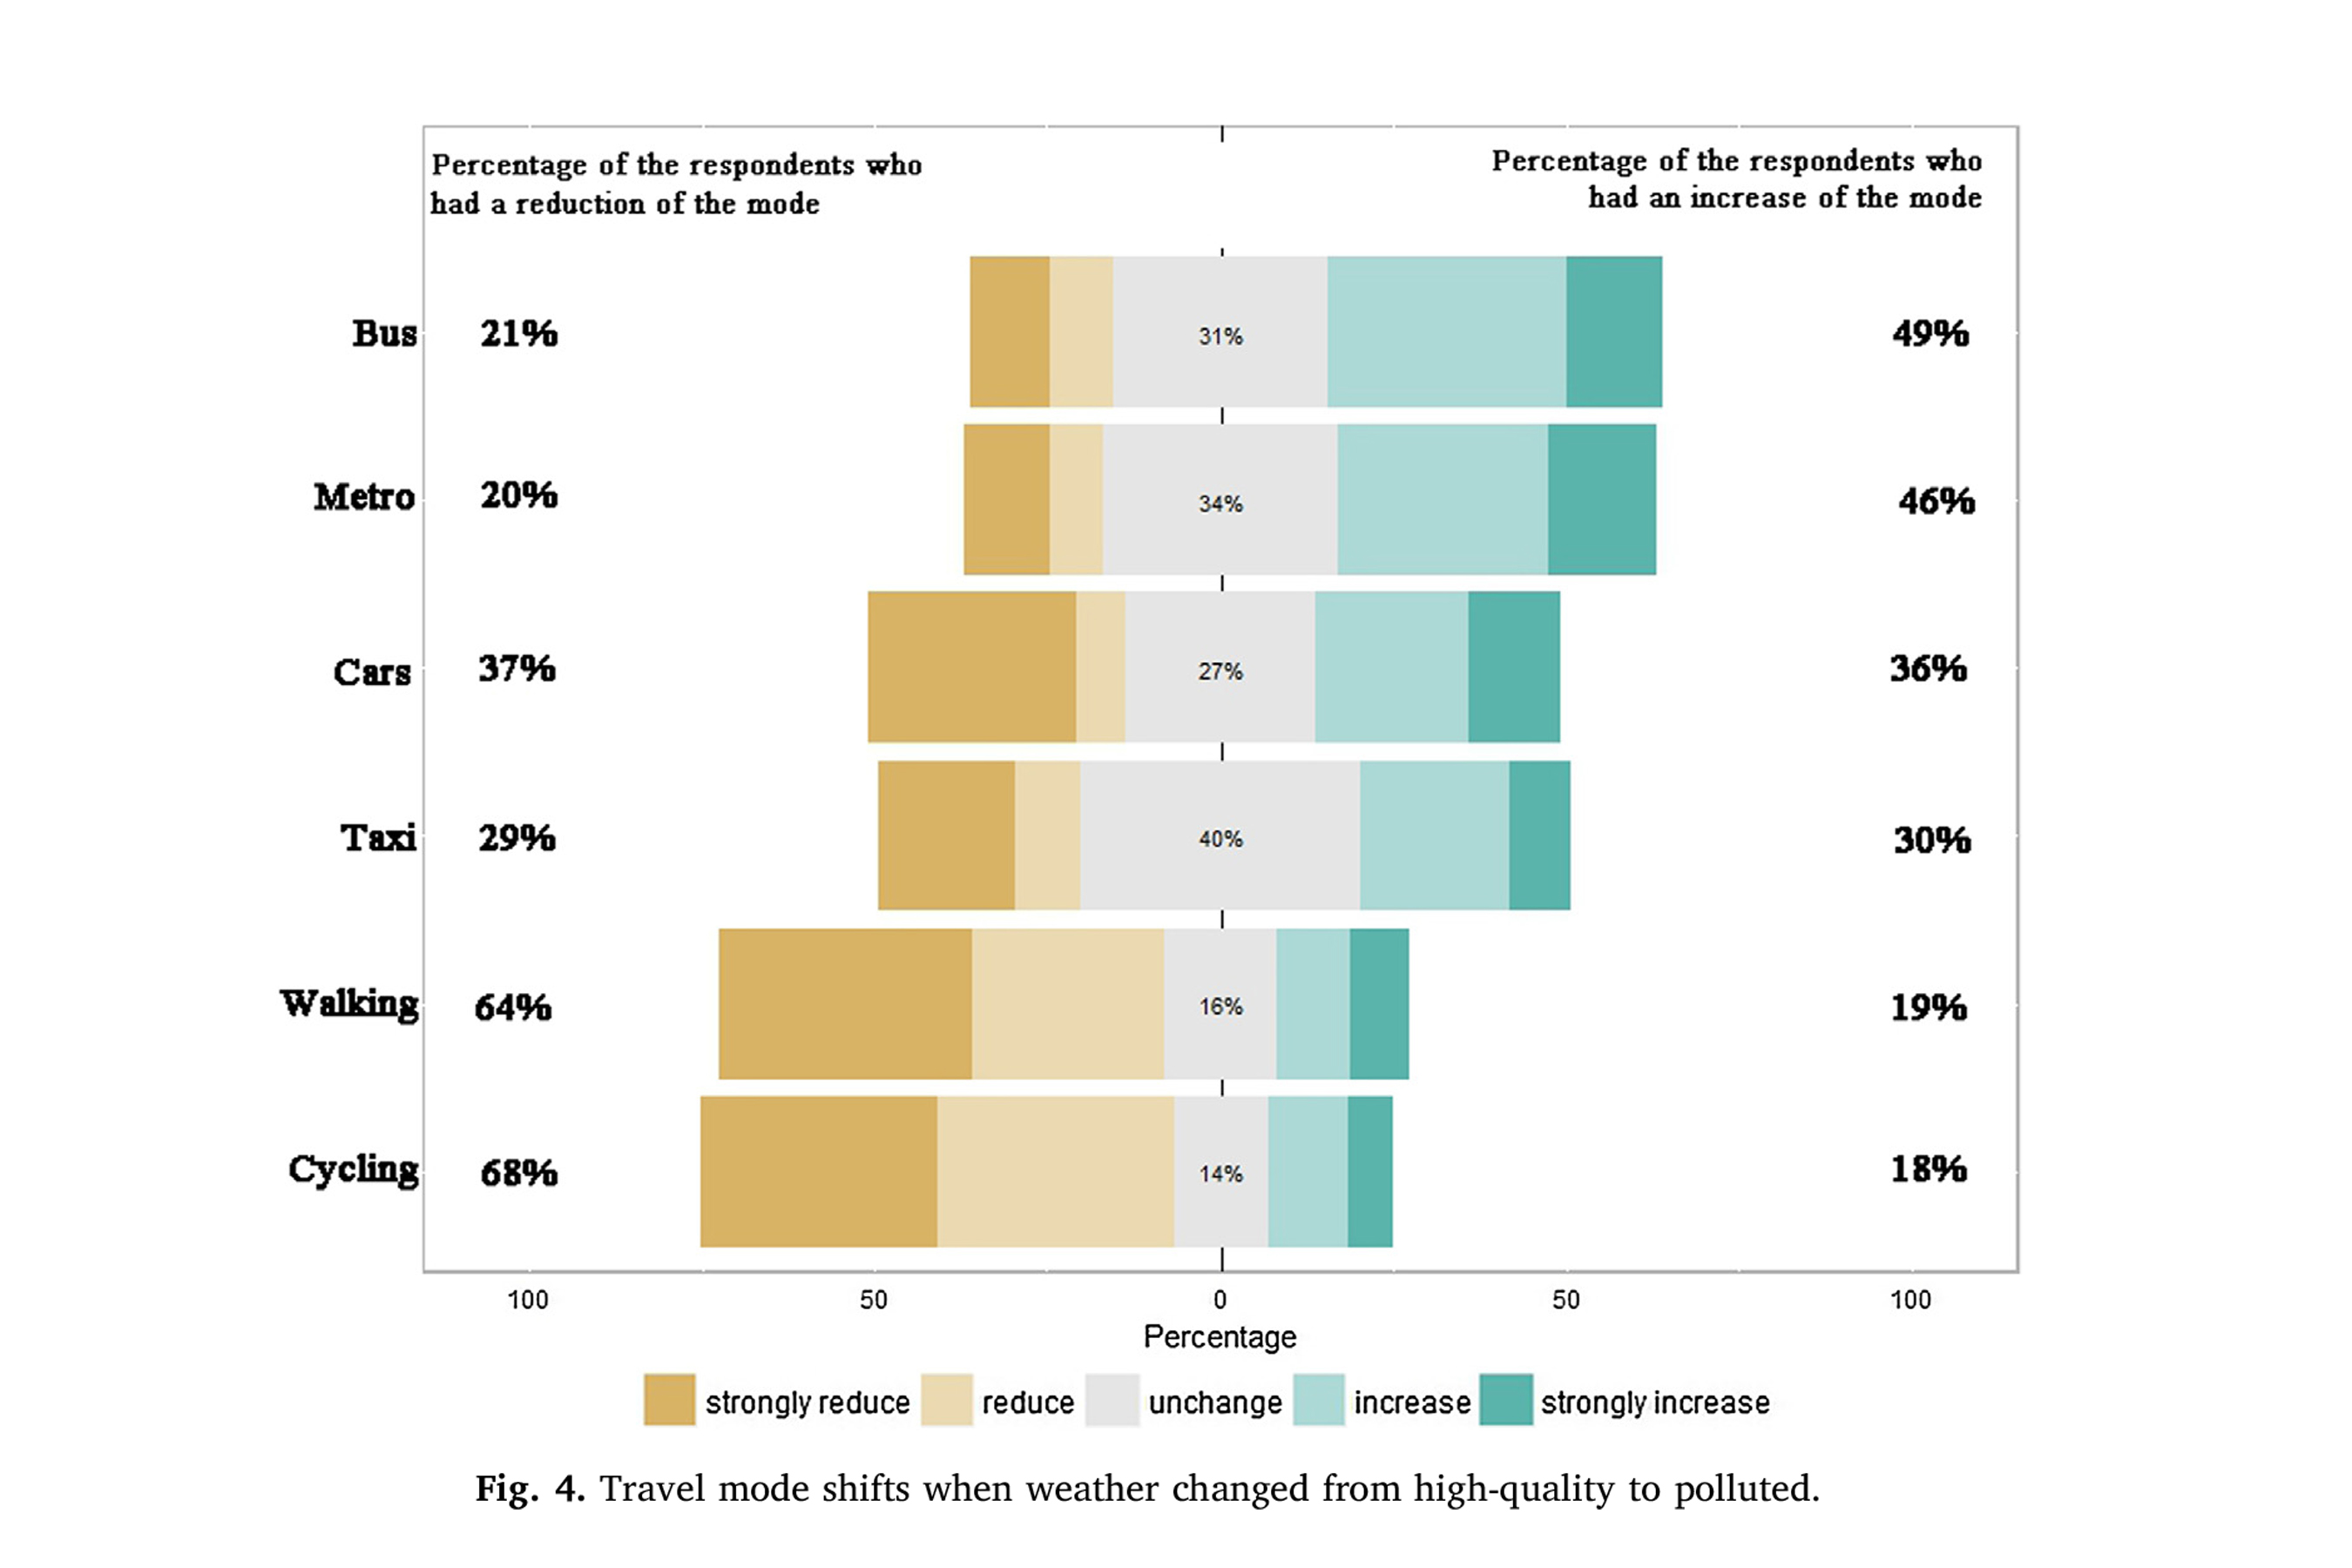 Percentage of the respondents who
had a reduction of the mode
Percentage of the respondents who
had an increase of the mode
Bus 21% 31% 49%
Metro 20% 34% 46%
Cars 37% 27% 36%
Taxi 29% 40% 30%
Walking 64% 16% 19%
Cycling 68% 14% 18%
100 50 0 50 100
Percentage
strongly reduce reduce unchange increase strongly increase
Fig. 4. Travel mode shifts when weather changed from high-quality to polluted.